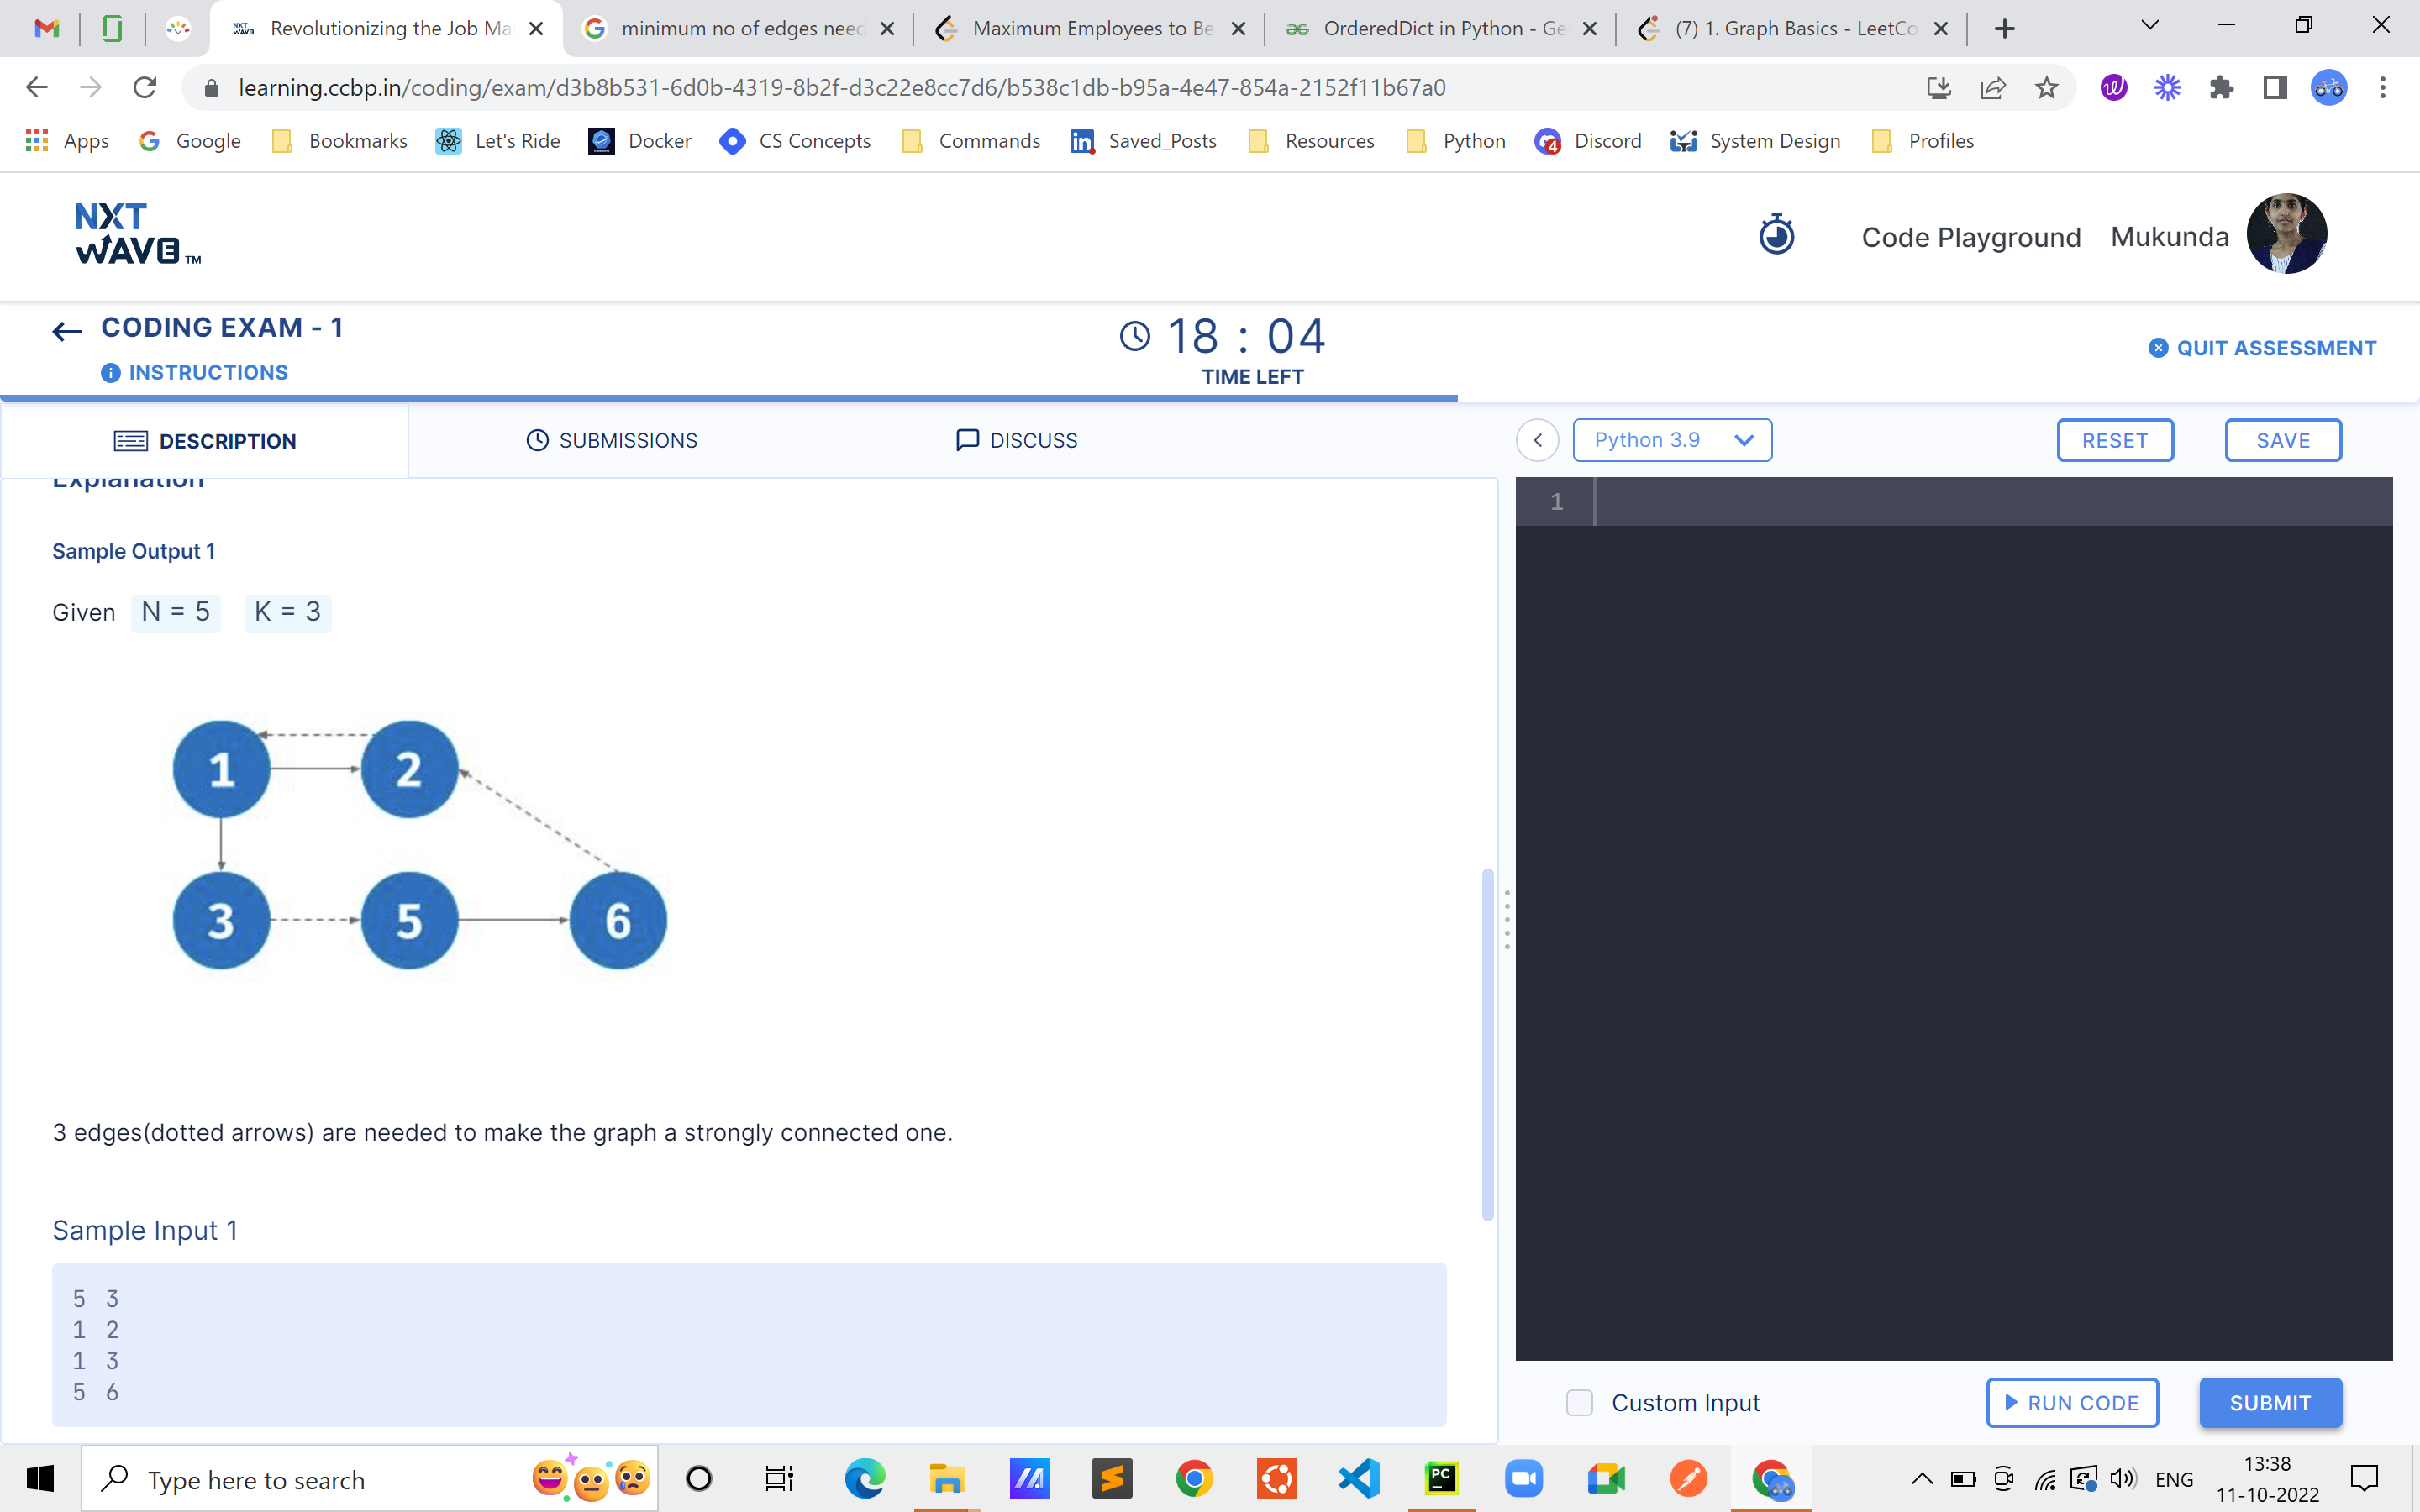 Revolutionizing the Job Ma
minimum no of edges need
Maximum Employees to Be
OrderedDict in Python - Ge
(7) 1. Graph Basics - LeetCo
learning.ccbp.in/coding/exam/d3b8b531-6d0b-4319-8b2f-d3c22e8cc7d6/b538c1db-b95a-4e47-854a-2152f11b67a0
Apps Google Bookmarks Let's Ride Docker CS Concepts Commands Saved_Posts Resources Python Discord System Design Profiles
NXT
WAVE TM
Code Playground Mukunda
CODING EXAM - 1
INSTRUCTIONS
18 : 04
TIME LEFT
QUIT ASSESSMENT
DESCRIPTION SUBMISSIONS DISCUSS
Python 3.9 RESET SAVE
Explanation
1
Sample Output 1
Given N = 5 K = 3
1 2
3 5 6
3 edges(dotted arrows) are needed to make the graph a strongly connected one.
Sample Input 1
5 3
1 2
1 3
5 6
Custom Input RUN CODE SUBMIT
Type here to search
PC
ENG
13:38
11-10-2022